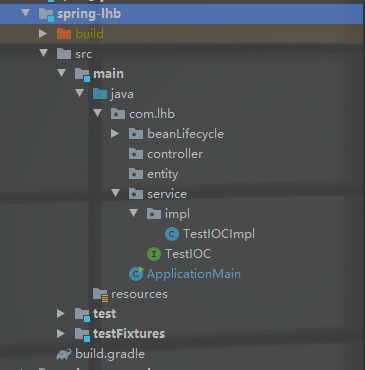 spring-lhb
build
src
main
java
com.lhb
beanLifecycle
controller
entity
service
impl
TestIOCImpl
TestIOC
ApplicationMain
resources
test
testFixtures
build.gradle